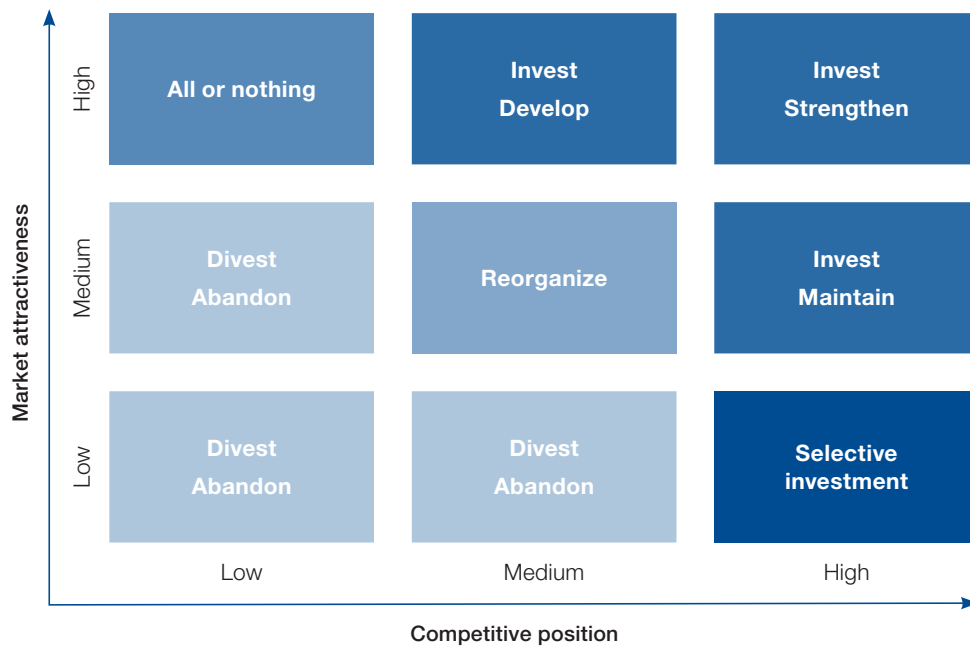 Market attractiveness
High
All or nothing
Invest
Develop
Invest
Strengthen
Medium
Divest
Abandon
Reorganize
Invest
Maintain
Low
Divest
Abandon
Divest
Abandon
Selective
investment
Low
Medium
High
Competitive position